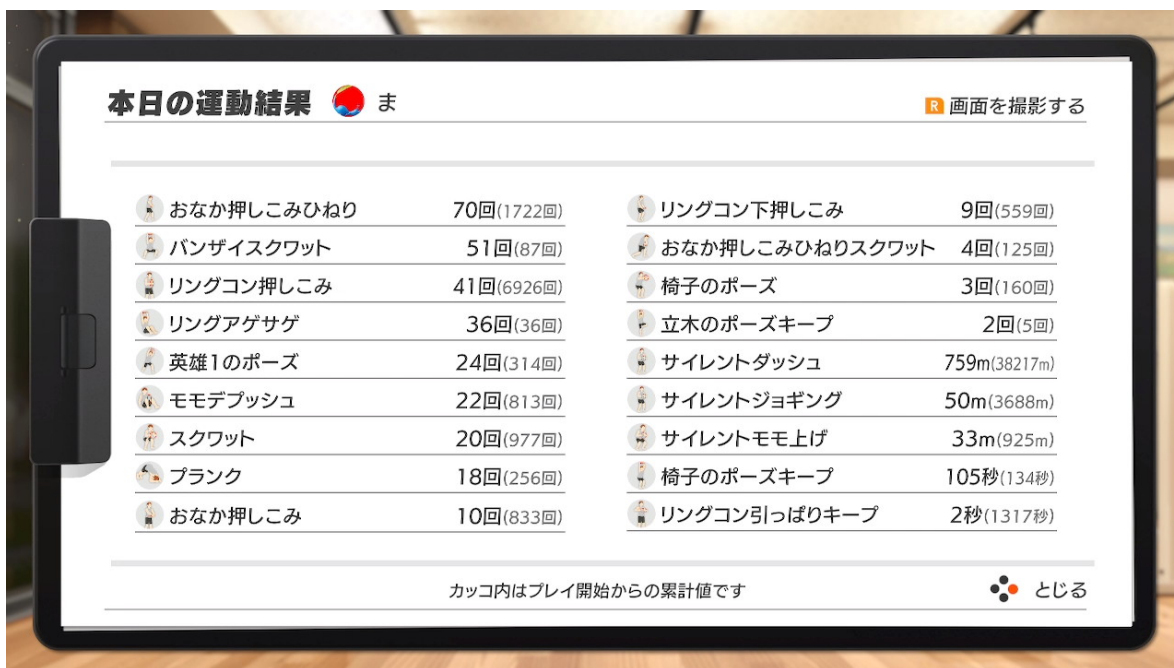 本日の運動結果 ま
R 画面を撮影する
おなか押しこみひねり 70回(1722回)
バンザイスクワット 51回(87回)
リングコン押しこみ 41回(6926回)
リングアゲサゲ 36回(36回)
英雄1のポーズ 24回(314回)
モモデプッシュ 22回(813回)
スクワット 20回(977回)
プランク 18回(256回)
おなか押しこみ 10回(833回)
リングコン下押しこみ 9回(559回)
おなか押しこみひねりスクワット 4回(125回)
椅子のポーズ 3回(160回)
立木のポーズキープ 2回(5回)
サイレントダッシュ 759m(38217m)
サイレントジョギング 50m(3688m)
サイレントモモ上げ 33m(925m)
椅子のポーズキープ 105秒(134秒)
リングコン引っぱりキープ 2秒(1317秒)
カッコ内はプレイ開始からの累計値です
とじる